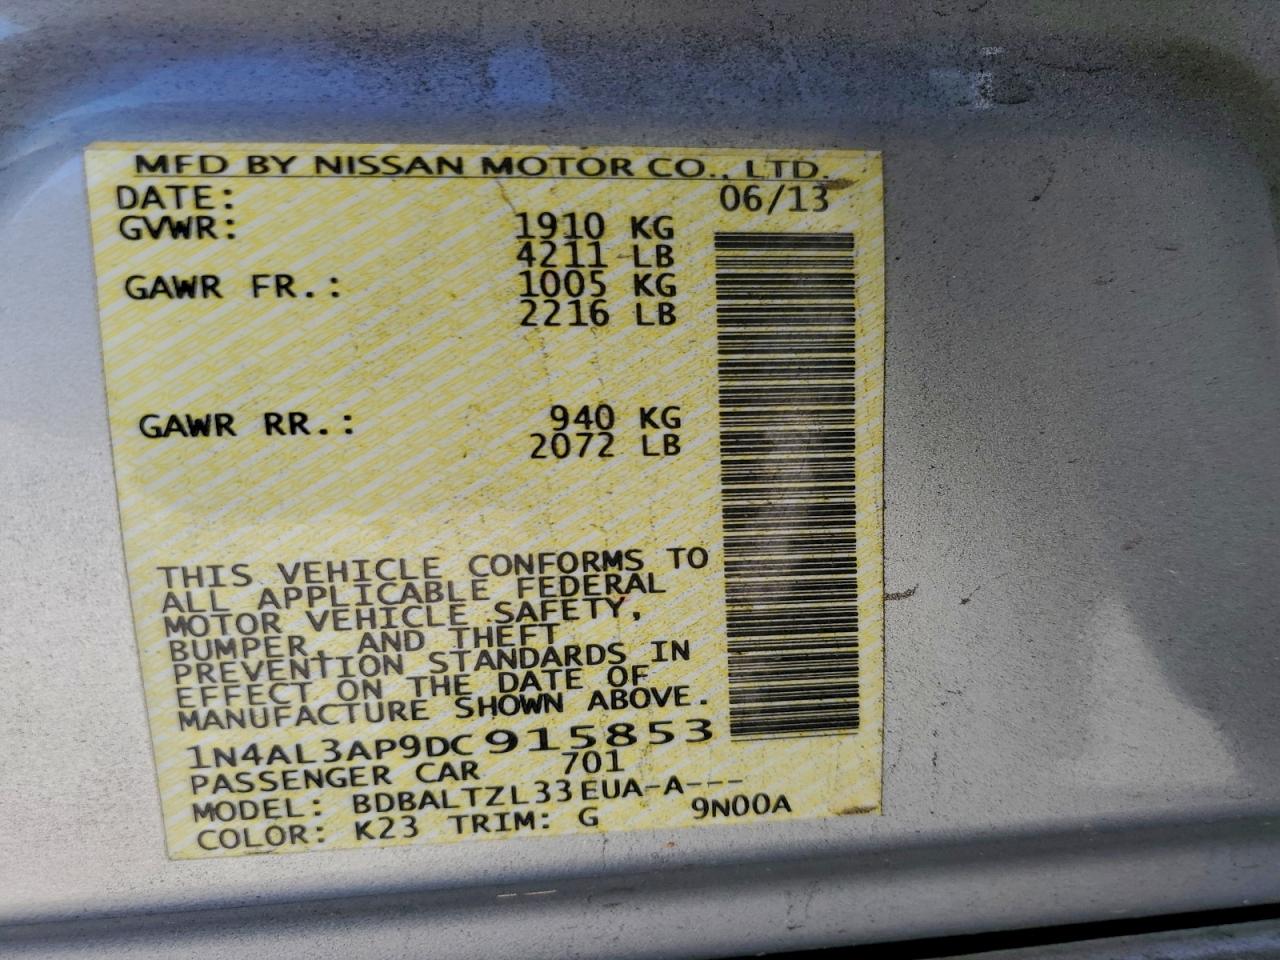 MFD BY NISSAN MOTOR CO., LTD.
DATE: 06/13
GVWR: 1910 KG
4211 LB
GAWR FR.: 1005 KG
2216 LB
GAWR RR.: 940 KG
2072 LB
THIS VEHICLE CONFORMS TO
ALL APPLICABLE FEDERAL
MOTOR VEHICLE SAFETY,
BUMPER, AND THEFT
PREVENTION STANDARDS IN
EFFECT ON THE DATE OF
MANUFACTURE SHOWN ABOVE.
1N4AL3AP9DC915853
PASSENGER CAR 701
MODEL: BDBALTZL33EUA-A---
COLOR: K23 TRIM: G 9N00A